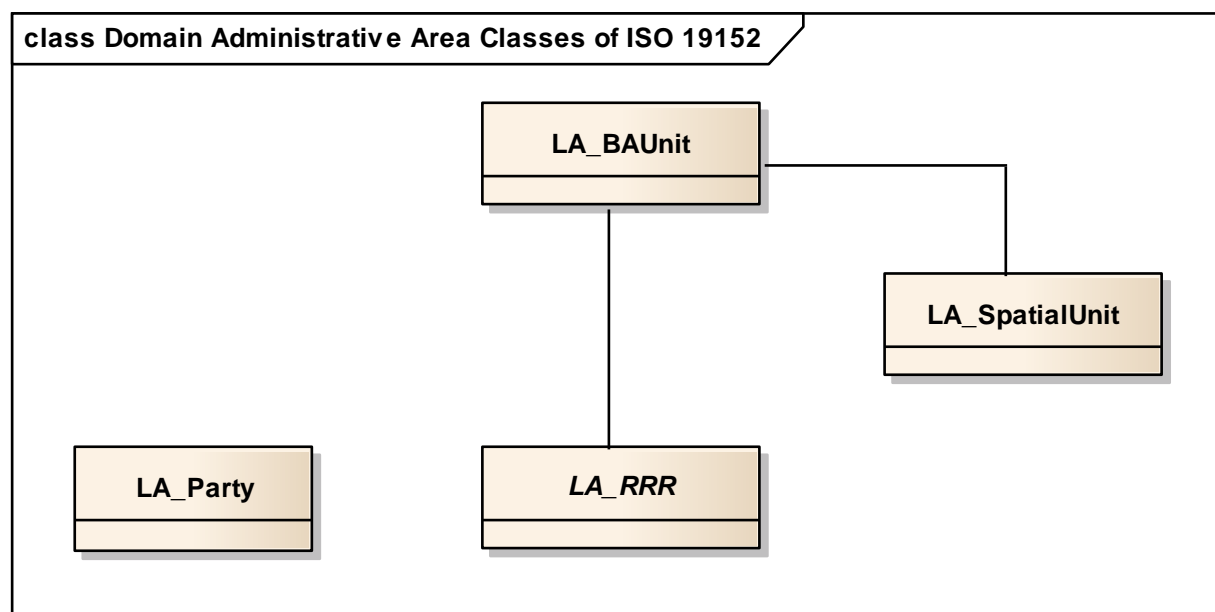 class Domain Administrative Area Classes of ISO 19152
LA_BAUnit
LA_SpatialUnit
LA_Party
LA_RRR